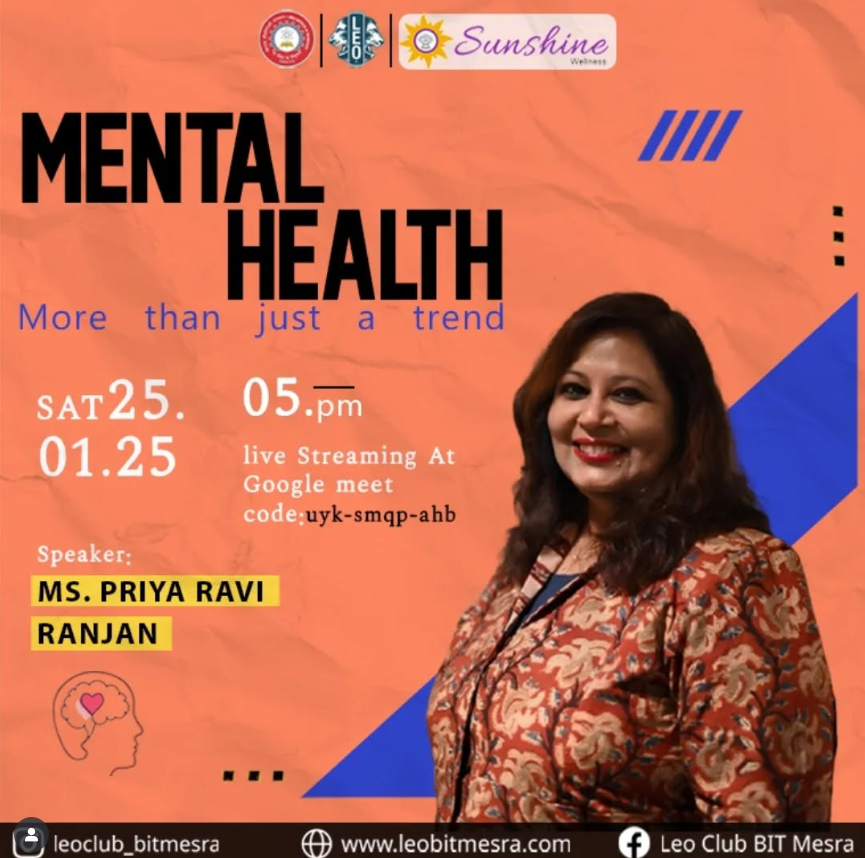 LEO
Sunshine
Wellness
MENTAL
HEALTH
More than just a trend
SAT 25.
01.25
05.pm
live Streaming At
Google meet
code:uyk-smqp-ahb
Speaker:
MS. PRIYA RAVI
RANJAN
leoclub_bitmesra
www.leobitmesra.com
Leo Club BIT Mesra